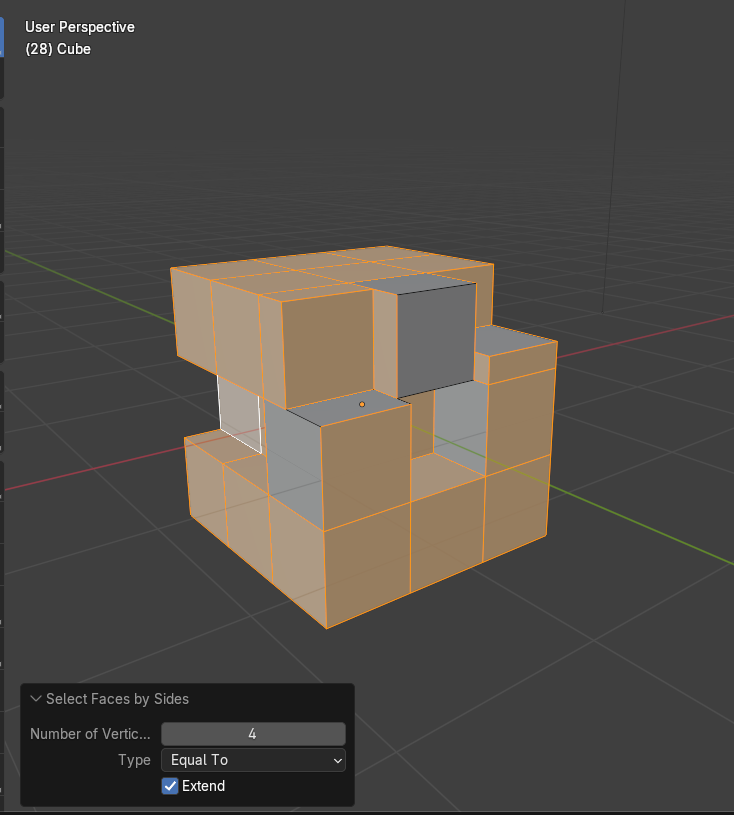 User Perspective
(28) Cube
Select Faces by Sides
Number of Vertic... 4
Type Equal To
Extend